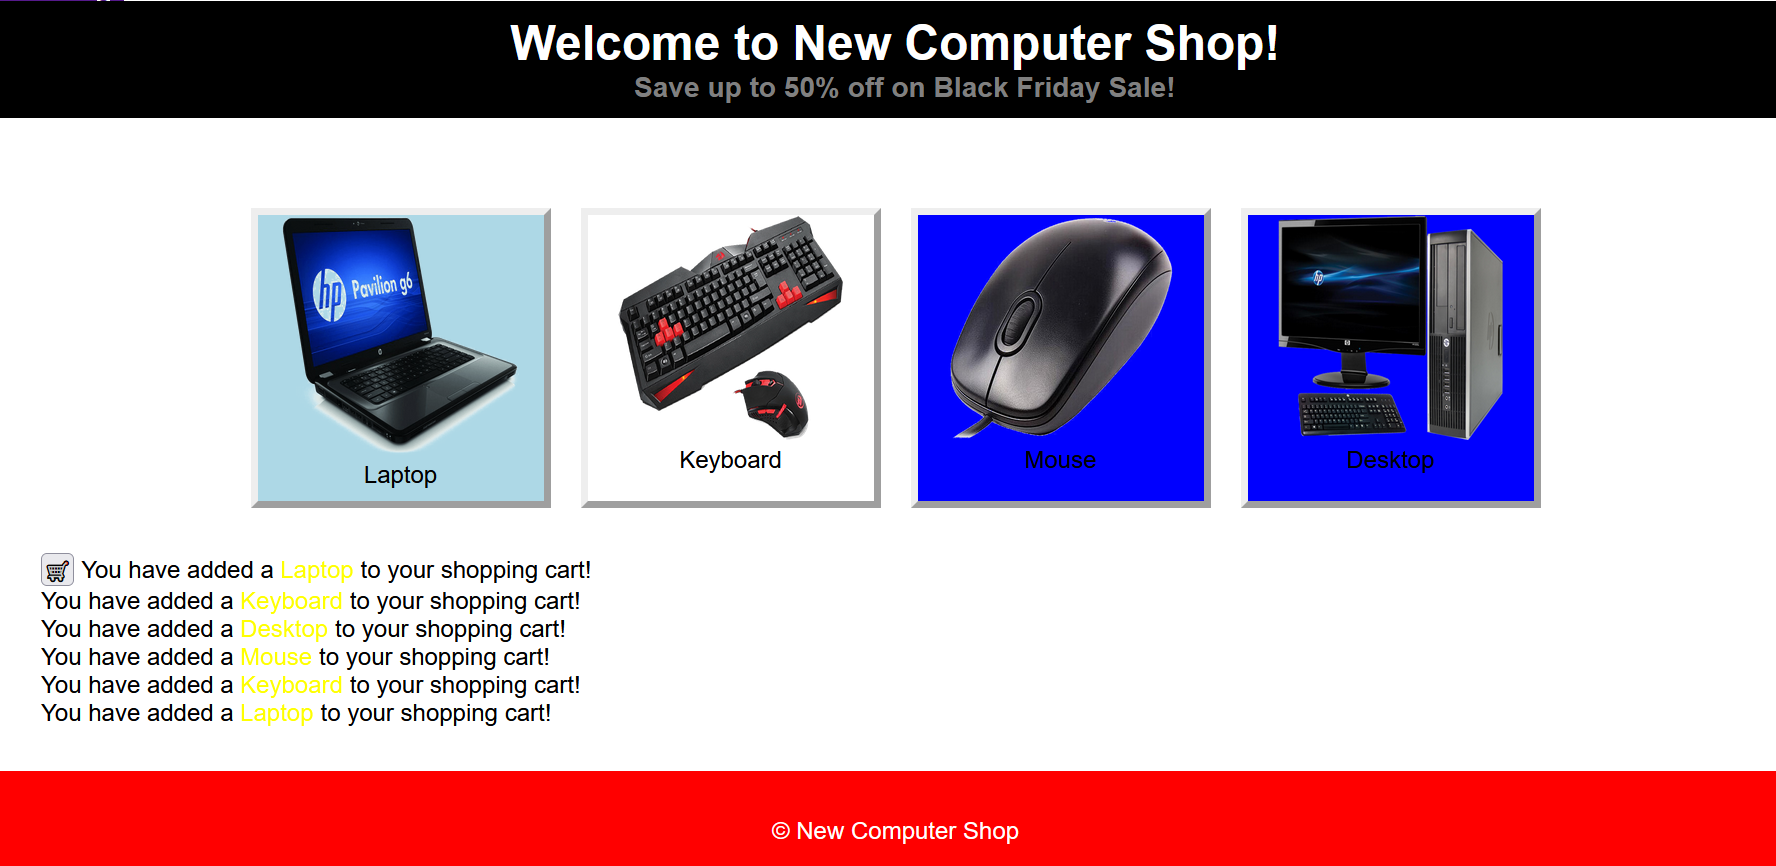 Welcome to New Computer Shop!
Save up to 50% off on Black Friday Sale!
hp Pavilion g6
hp
Laptop
Keyboard
Mouse
Desktop
You have added a Laptop to your shopping cart!
You have added a Keyboard to your shopping cart!
You have added a Desktop to your shopping cart!
You have added a Mouse to your shopping cart!
You have added a Keyboard to your shopping cart!
You have added a Laptop to your shopping cart!
© New Computer Shop